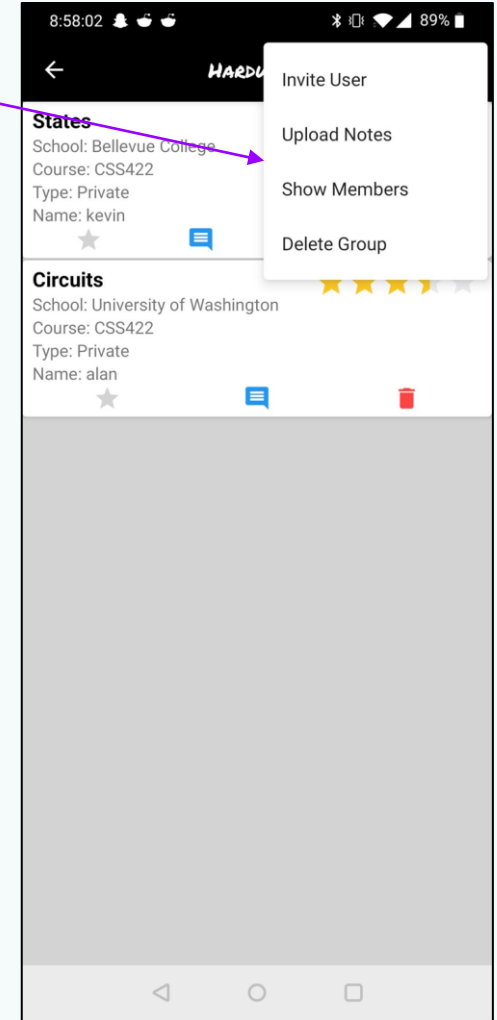 8:58:02 89%
Invite User
Upload Notes
Show Members
Delete Group
States
School: Bellevue College
Course: CSS422
Type: Private
Name: kevin
Circuits
School: University of Washington
Course: CSS422
Type: Private
Name: alan